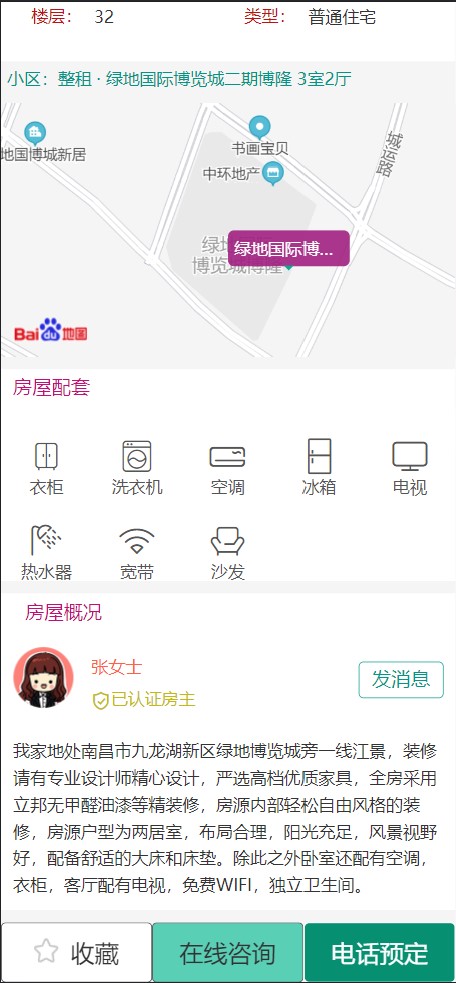 楼层： 32 类型： 普通住宅
小区：整租 · 绿地国际博览城二期博隆 3室2厅
地国博城新居
书画宝贝
中环地产
城运路
绿地国际博...
博览城博隆
Bai du 地图
房屋配套
衣柜 洗衣机 空调 冰箱 电视
热水器 宽带 沙发
房屋概况
张女士
已认证房主
发消息
我家地处南昌市九龙湖新区绿地博览城旁一线江景，装修
请有专业设计师精心设计，严选高档优质家具，全房采用
立邦无甲醛油漆等精装修，房源内部轻松自由风格的装
修，房源户型为两居室，布局合理，阳光充足，风景视野
好，配备舒适的大床和床垫。除此之外卧室还配有空调，
衣柜，客厅配有电视，免费WIFI，独立卫生间。
收藏 在线咨询 电话预定